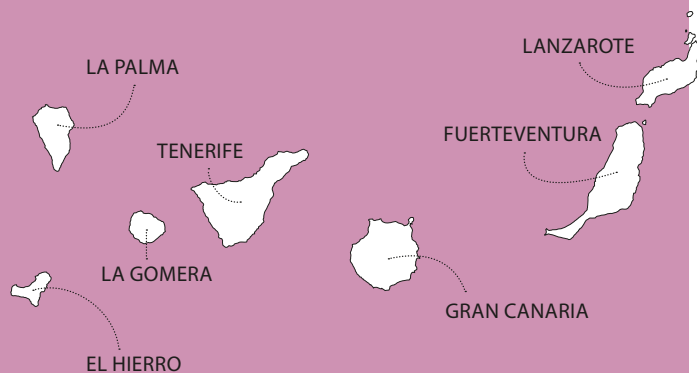 LANZAROTE
LA PALMA
FUERTEVENTURA
TENERIFE
LA GOMERA
GRAN CANARIA
EL HIERRO